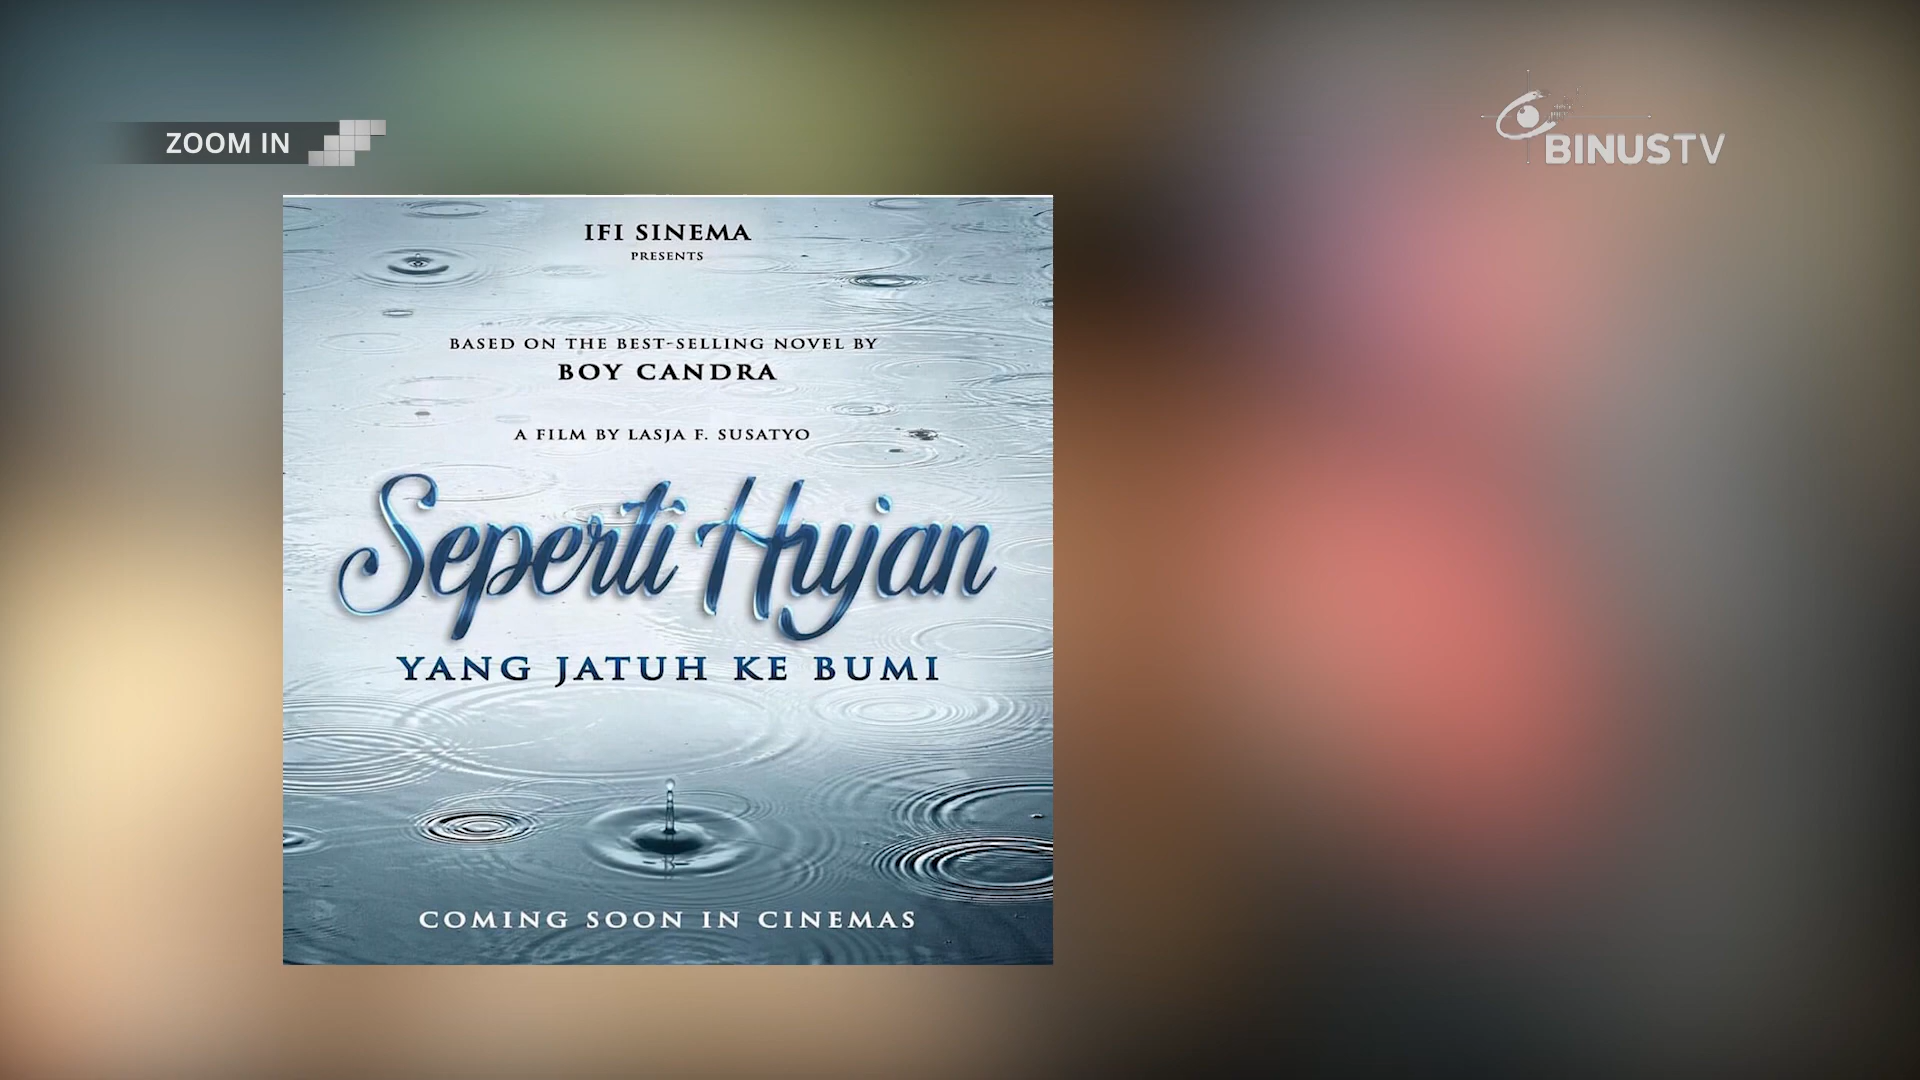 ZOOM IN
BINUSTV
IFI SINEMA
PRESENTS
BASED ON THE BEST-SELLING NOVEL BY
BOY CANDRA
A FILM BY LASJA F. SUSATYO
Seperti Hujan
YANG JATUH KE BUMI
COMING SOON IN CINEMAS